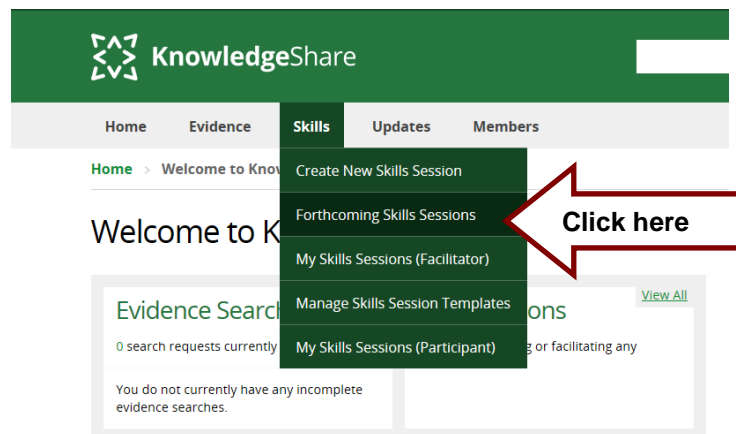 KnowledgeShare
Home Evidence Skills Updates Members
Home > Welcome to Know
Create New Skills Session
Forthcoming Skills Sessions
Click here
Welcome to K
My Skills Sessions (Facilitator)
Manage Skills Session Templates
My Skills Sessions (Participant)
Evidence Searc
ons
View All
0 search requests currently
g or facilitating any
You do not currently have any incomplete
evidence searches.